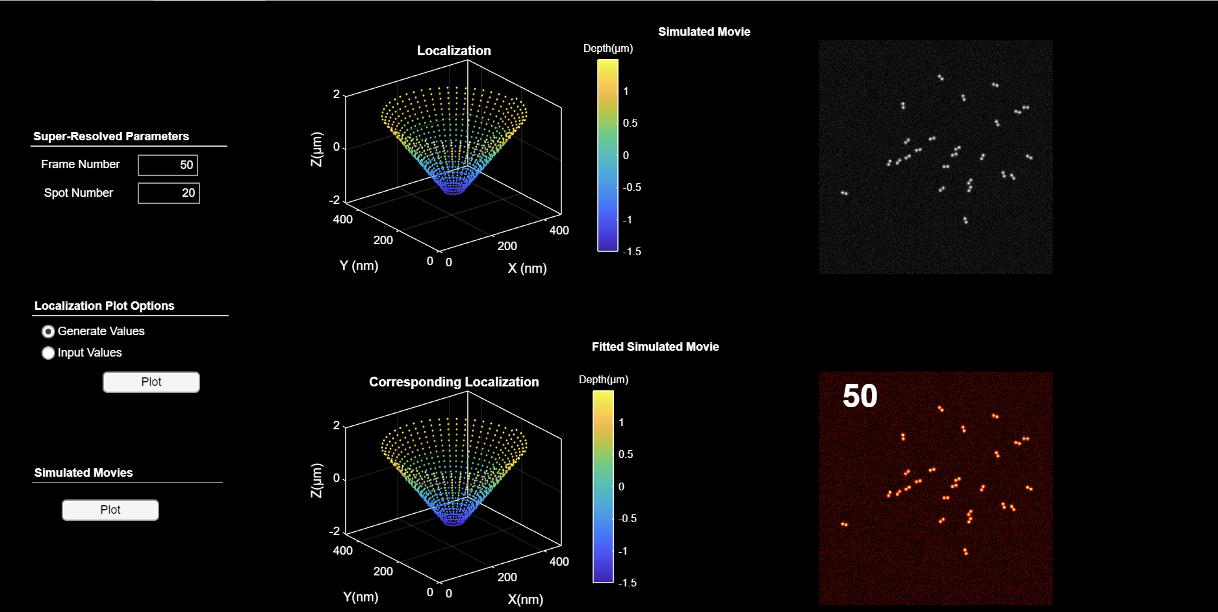 Super-Resolved Parameters
Frame Number 50
Spot Number 20
Localization Plot Options
Generate Values
Input Values
Plot
Simulated Movies
Plot
Localization
Z(μm)
2
0
-2
400
200
0
Y (nm)
0
200
400
X (nm)
Depth(μm)
1
0.5
0
-0.5
-1
-1.5
Simulated Movie
Corresponding Localization
Z(μm)
2
0
-2
400
200
0
Y(nm)
0
200
400
X(nm)
Depth(μm)
1
0.5
0
-0.5
-1
-1.5
Fitted Simulated Movie
50